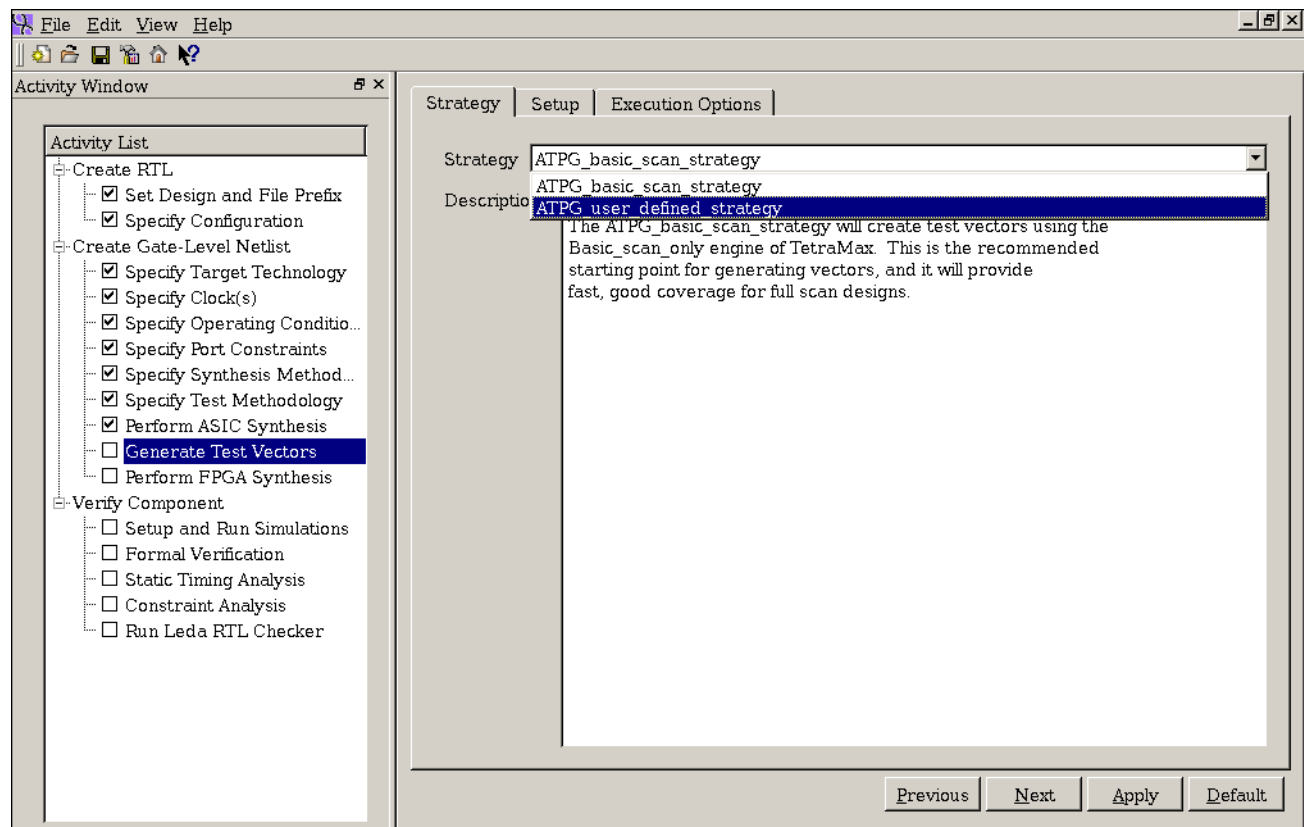 File Edit View Help
Activity Window
Activity List
Create RTL
Set Design and File Prefix
Specify Configuration
Create Gate-Level Netlist
Specify Target Technology
Specify Clock(s)
Specify Operating Conditio...
Specify Port Constraints
Specify Synthesis Method...
Specify Test Methodology
Perform ASIC Synthesis
Generate Test Vectors
Perform FPGA Synthesis
Verify Component
Setup and Run Simulations
Formal Verification
Static Timing Analysis
Constraint Analysis
Run Leda RTL Checker
Strategy Setup Execution Options
Strategy ATPG_basic_scan_strategy
ATPG_basic_scan_strategy
Descriptio ATPG_user_defined_strategy
The ATPG_basic_scan_strategy will create test vectors using the
Basic_scan_only engine of TetraMax. This is the recommended
starting point for generating vectors, and it will provide
fast, good coverage for full scan designs.
Previous Next Apply Default